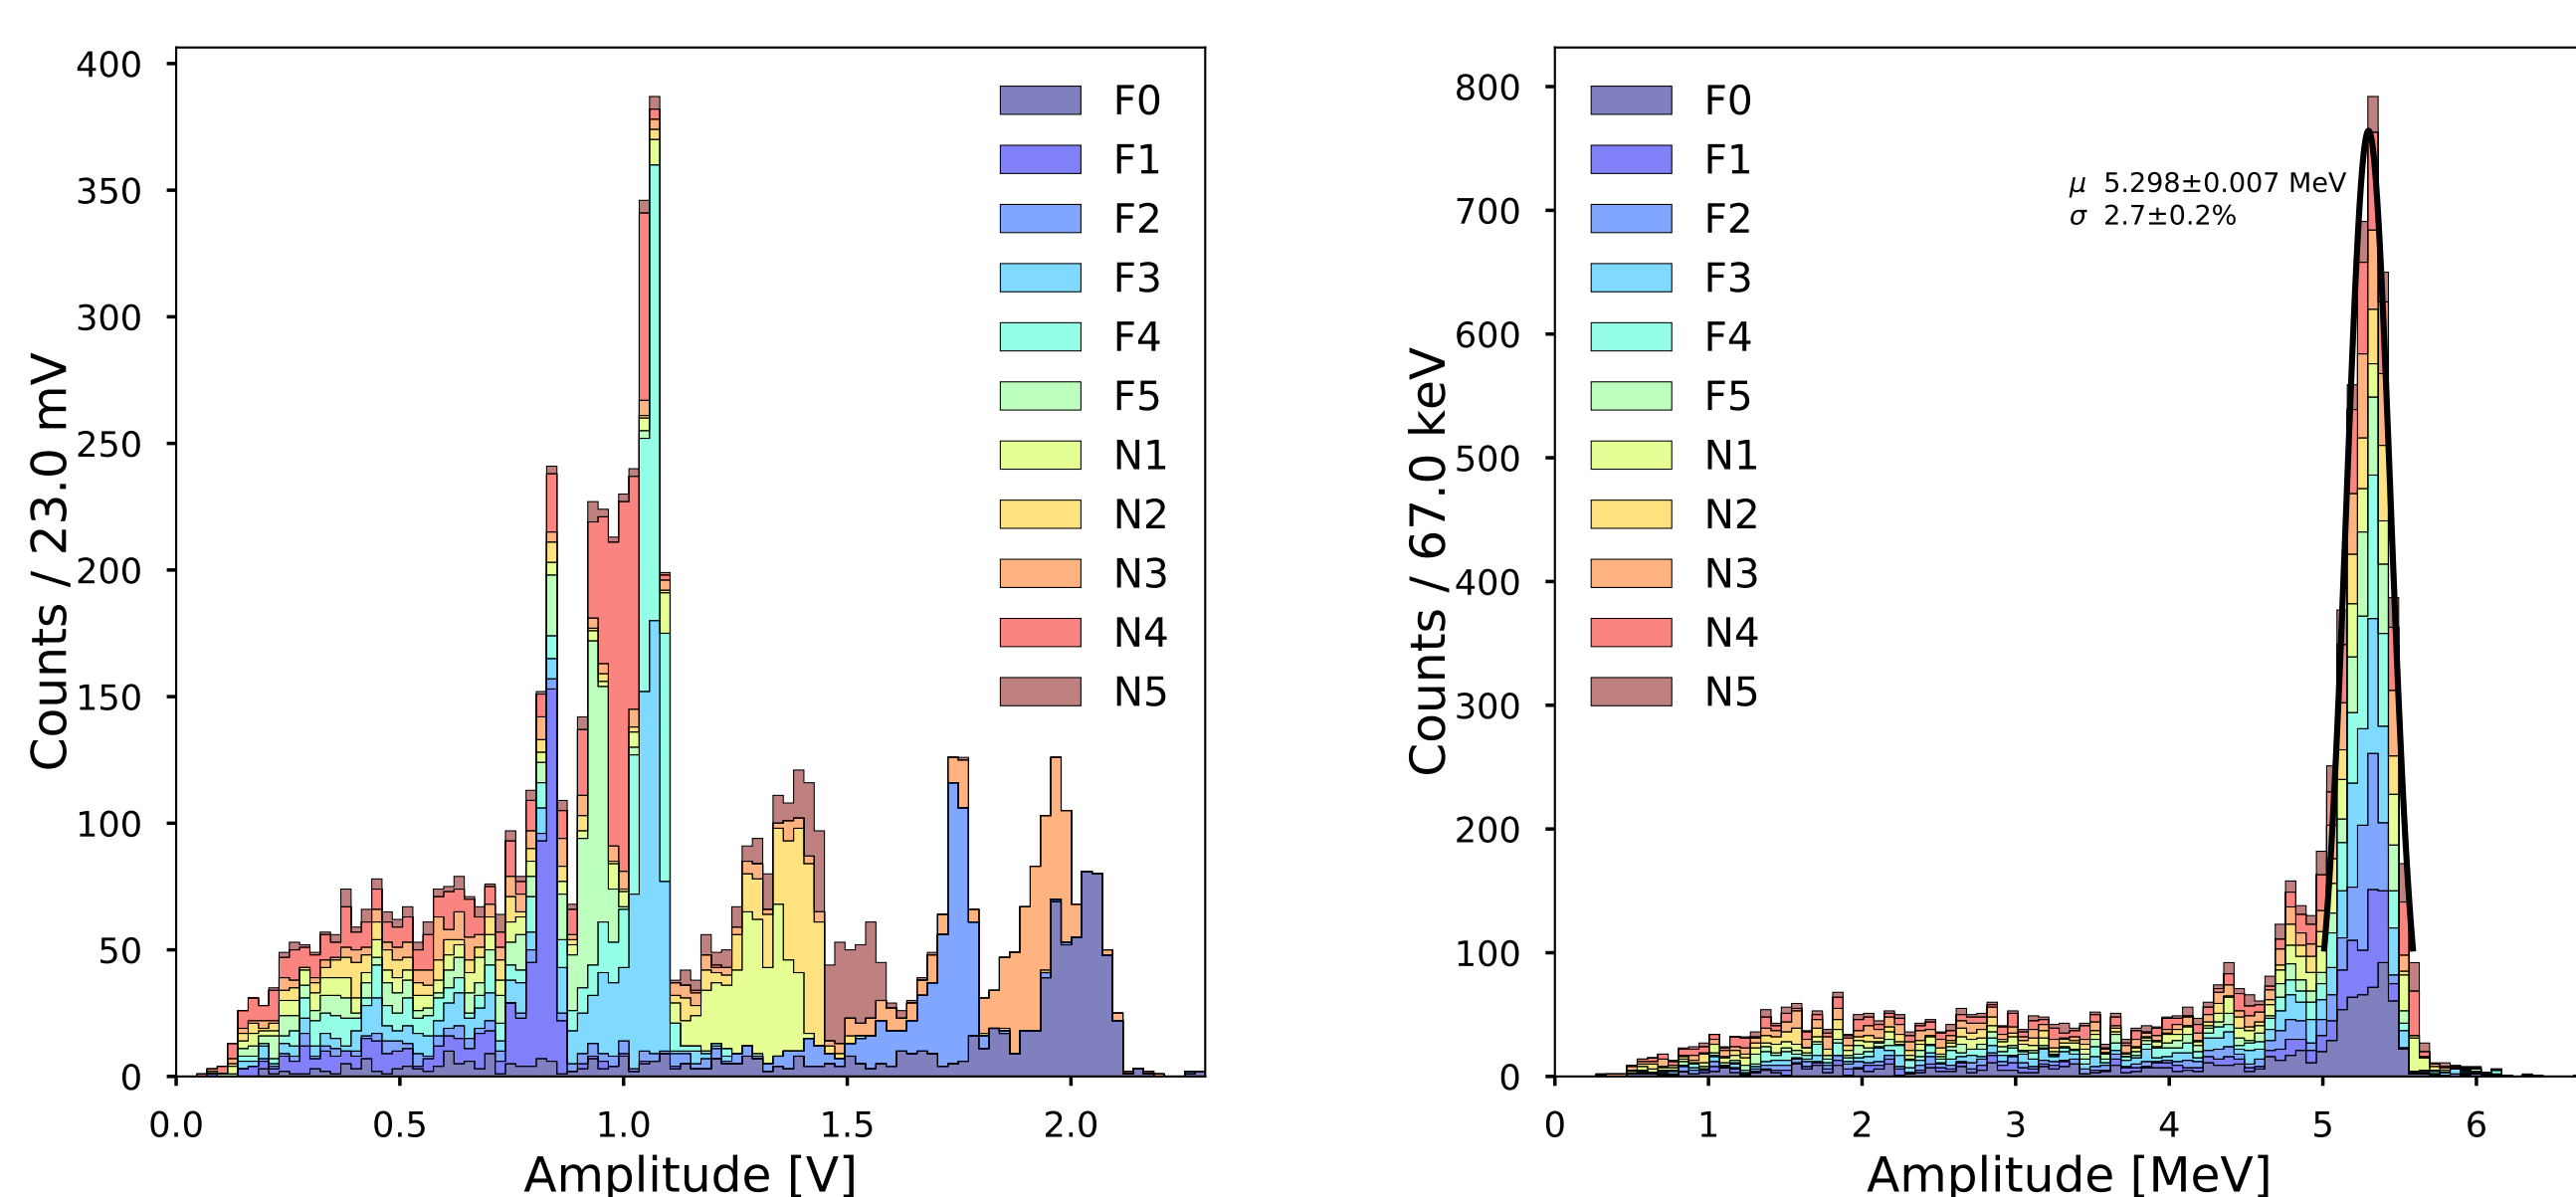 400
350
300
250
200
150
100
50
0
Counts / 23.0 mV
0.0 0.5 1.0 1.5 2.0
Amplitude [V]
F0
F1
F2
F3
F4
F5
N1
N2
N3
N4
N5
800
700
600
500
400
300
200
100
0
Counts / 67.0 keV
0 1 2 3 4 5 6
Amplitude [MeV]
F0
F1
F2
F3
F4
F5
N1
N2
N3
N4
N5
μ 5.298±0.007 MeV
σ 2.7±0.2%